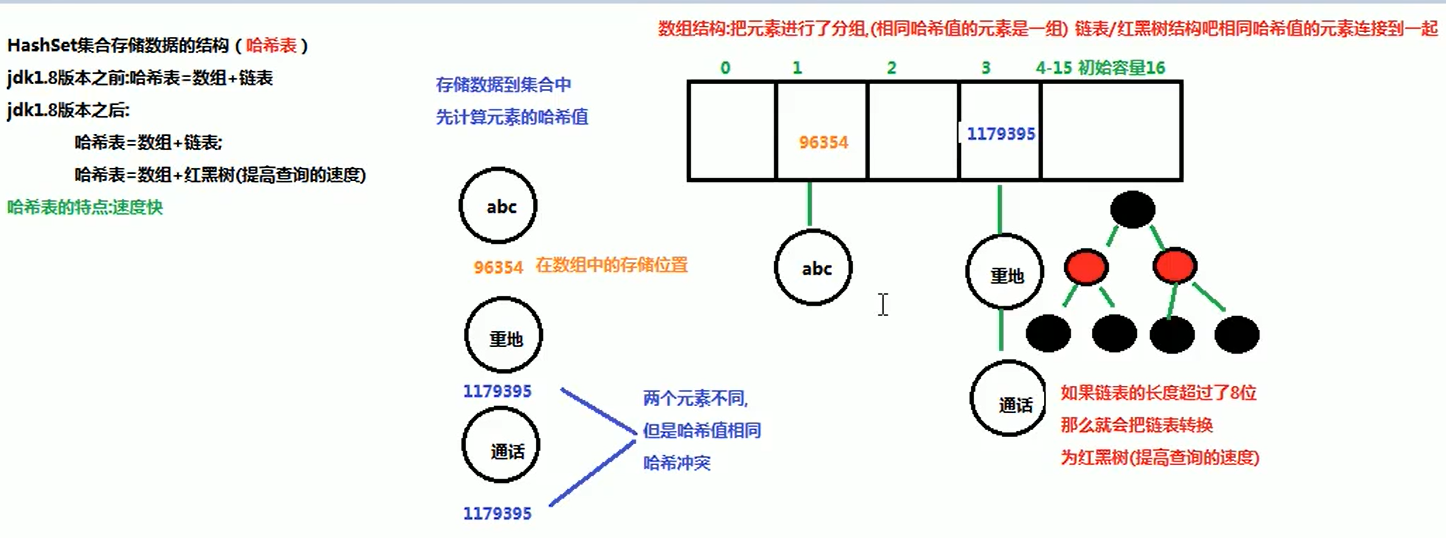 数组结构:把元素进行了分组,(相同哈希值的元素是一组) 链表/红黑树结构吧相同哈希值的元素连接到一起
HashSet集合存储数据的结构（哈希表）
jdk1.8版本之前:哈希表=数组+链表
jdk1.8版本之后:
哈希表=数组+链表;
哈希表=数组+红黑树(提高查询的速度)
哈希表的特点:速度快
存储数据到集合中
先计算元素的哈希值
abc
96354 在数组中的存储位置
重地
1179395
通话
1179395
两个元素不同,
但是哈希值相同
哈希冲突
0 1 2 3 4-15 初始容量16
96354 1179395
abc
重地
通话
如果链表的长度超过了8位
那么就会把链表转换
为红黑树(提高查询的速度)